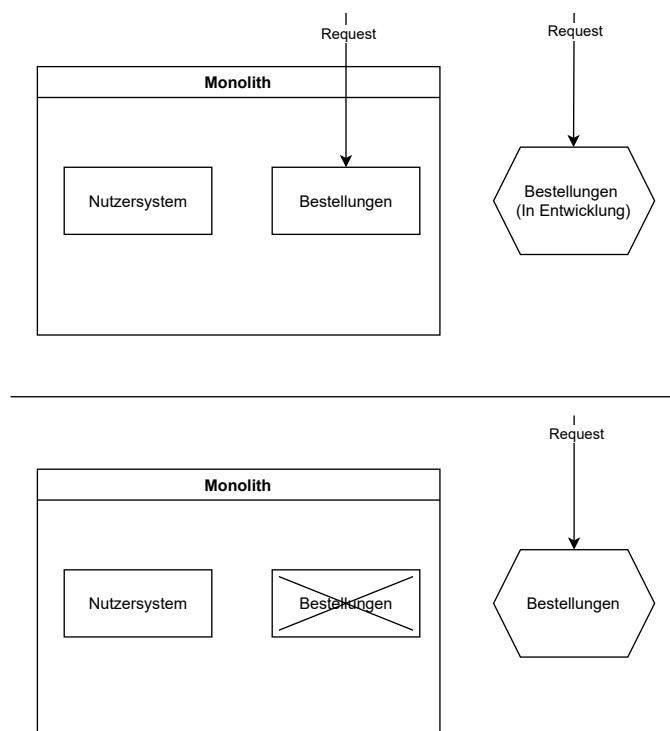 Request
Request
Monolith
Nutzersystem
Bestellungen
Bestellungen
(In Entwicklung)
Request
Monolith
Nutzersystem
Bestellungen
Bestellungen